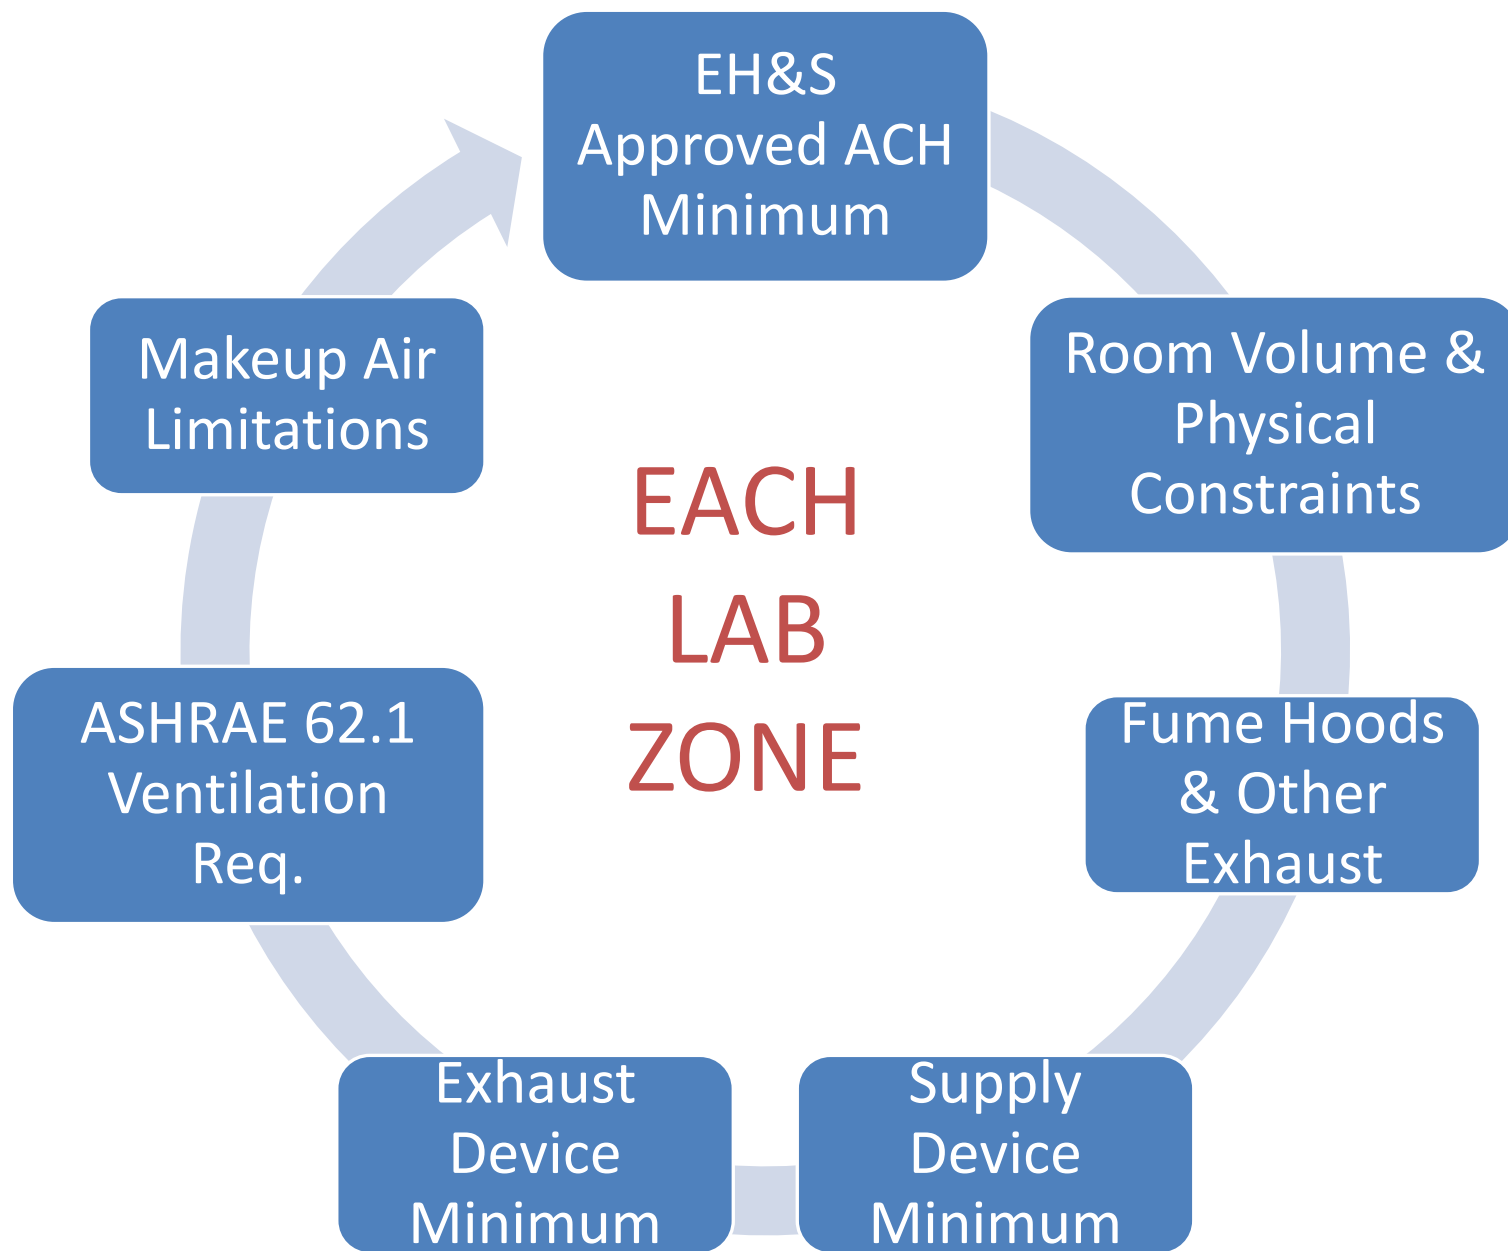 EH&S
Approved ACH
Minimum
Room Volume &
Physical
Constraints
Fume Hoods
& Other
Exhaust
Supply
Device
Minimum
Exhaust
Device
Minimum
ASHRAE 62.1
Ventilation
Req.
Makeup Air
Limitations
EACH
LAB
ZONE